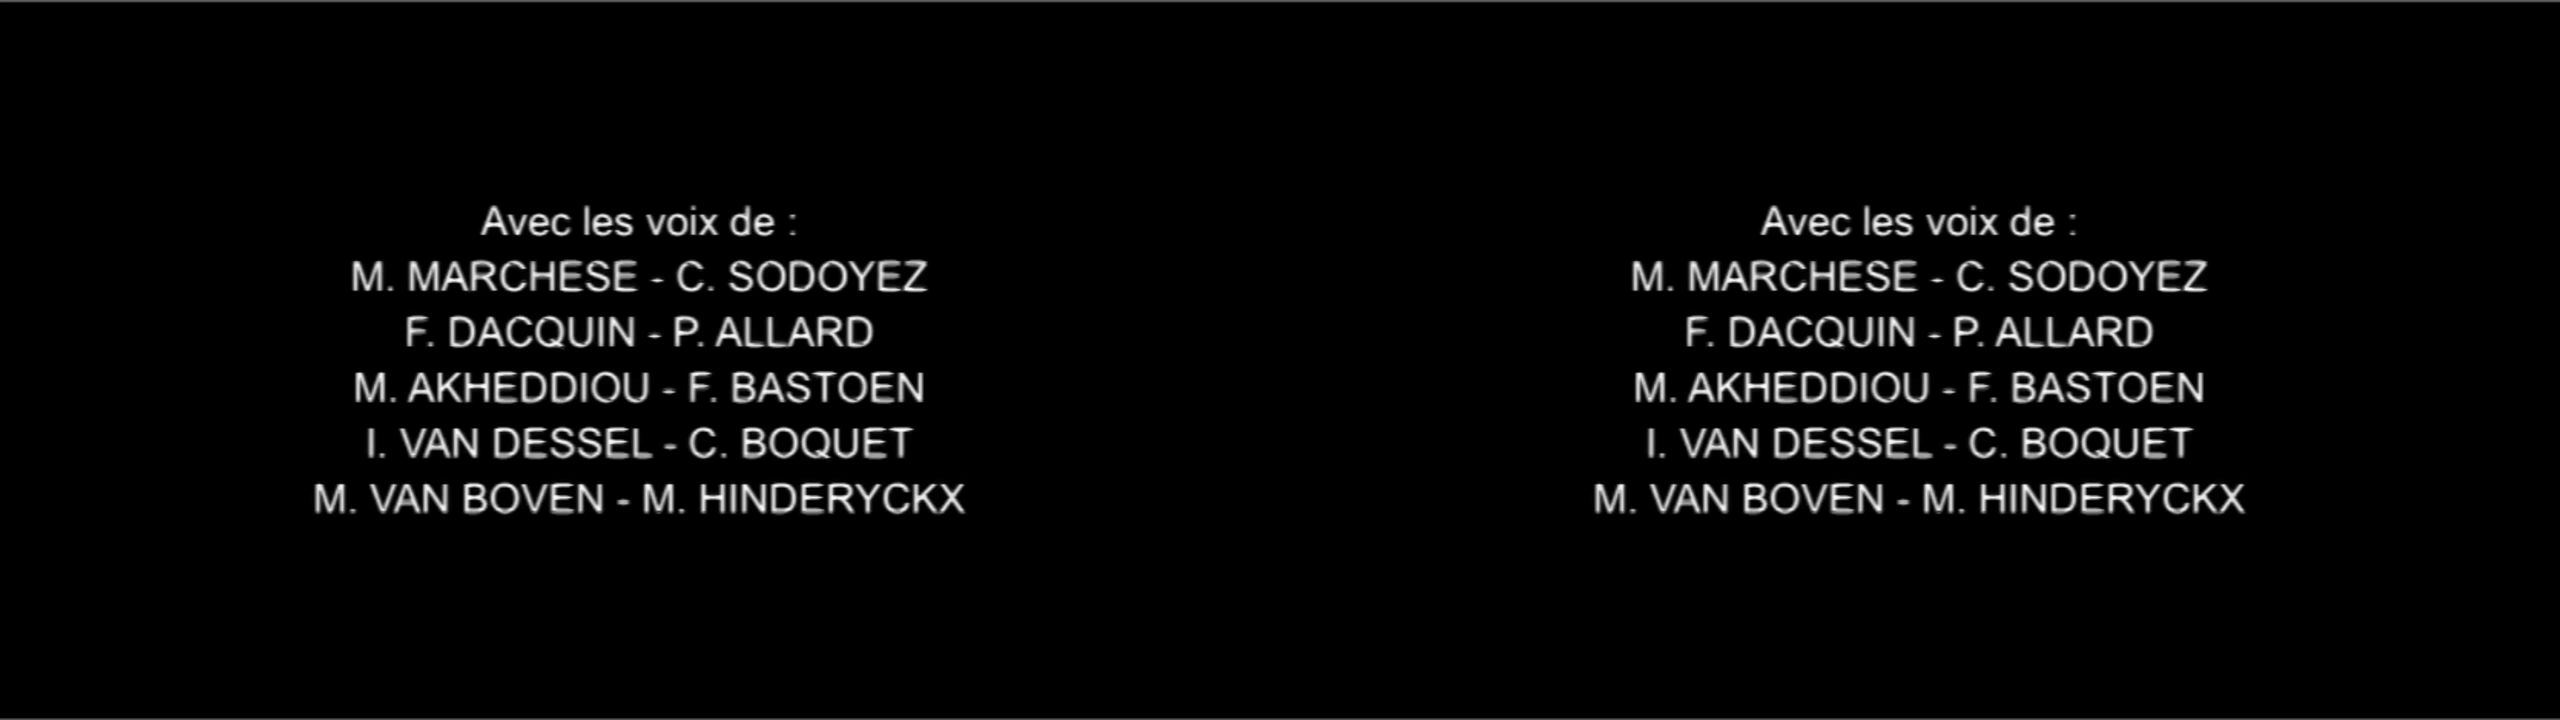 Avec les voix de :
M. MARCHESE - C. SODOYEZ
F. DACQUIN - P. ALLARD
M. AKHEDDIOU - F. BASTOEN
I. VAN DESSEL - C. BOQUET
M. VAN BOVEN - M. HINDERYCKX
Avec les voix de :
M. MARCHESE - C. SODOYEZ
F. DACQUIN - P. ALLARD
M. AKHEDDIOU - F. BASTOEN
I. VAN DESSEL - C. BOQUET
M. VAN BOVEN - M. HINDERYCKX